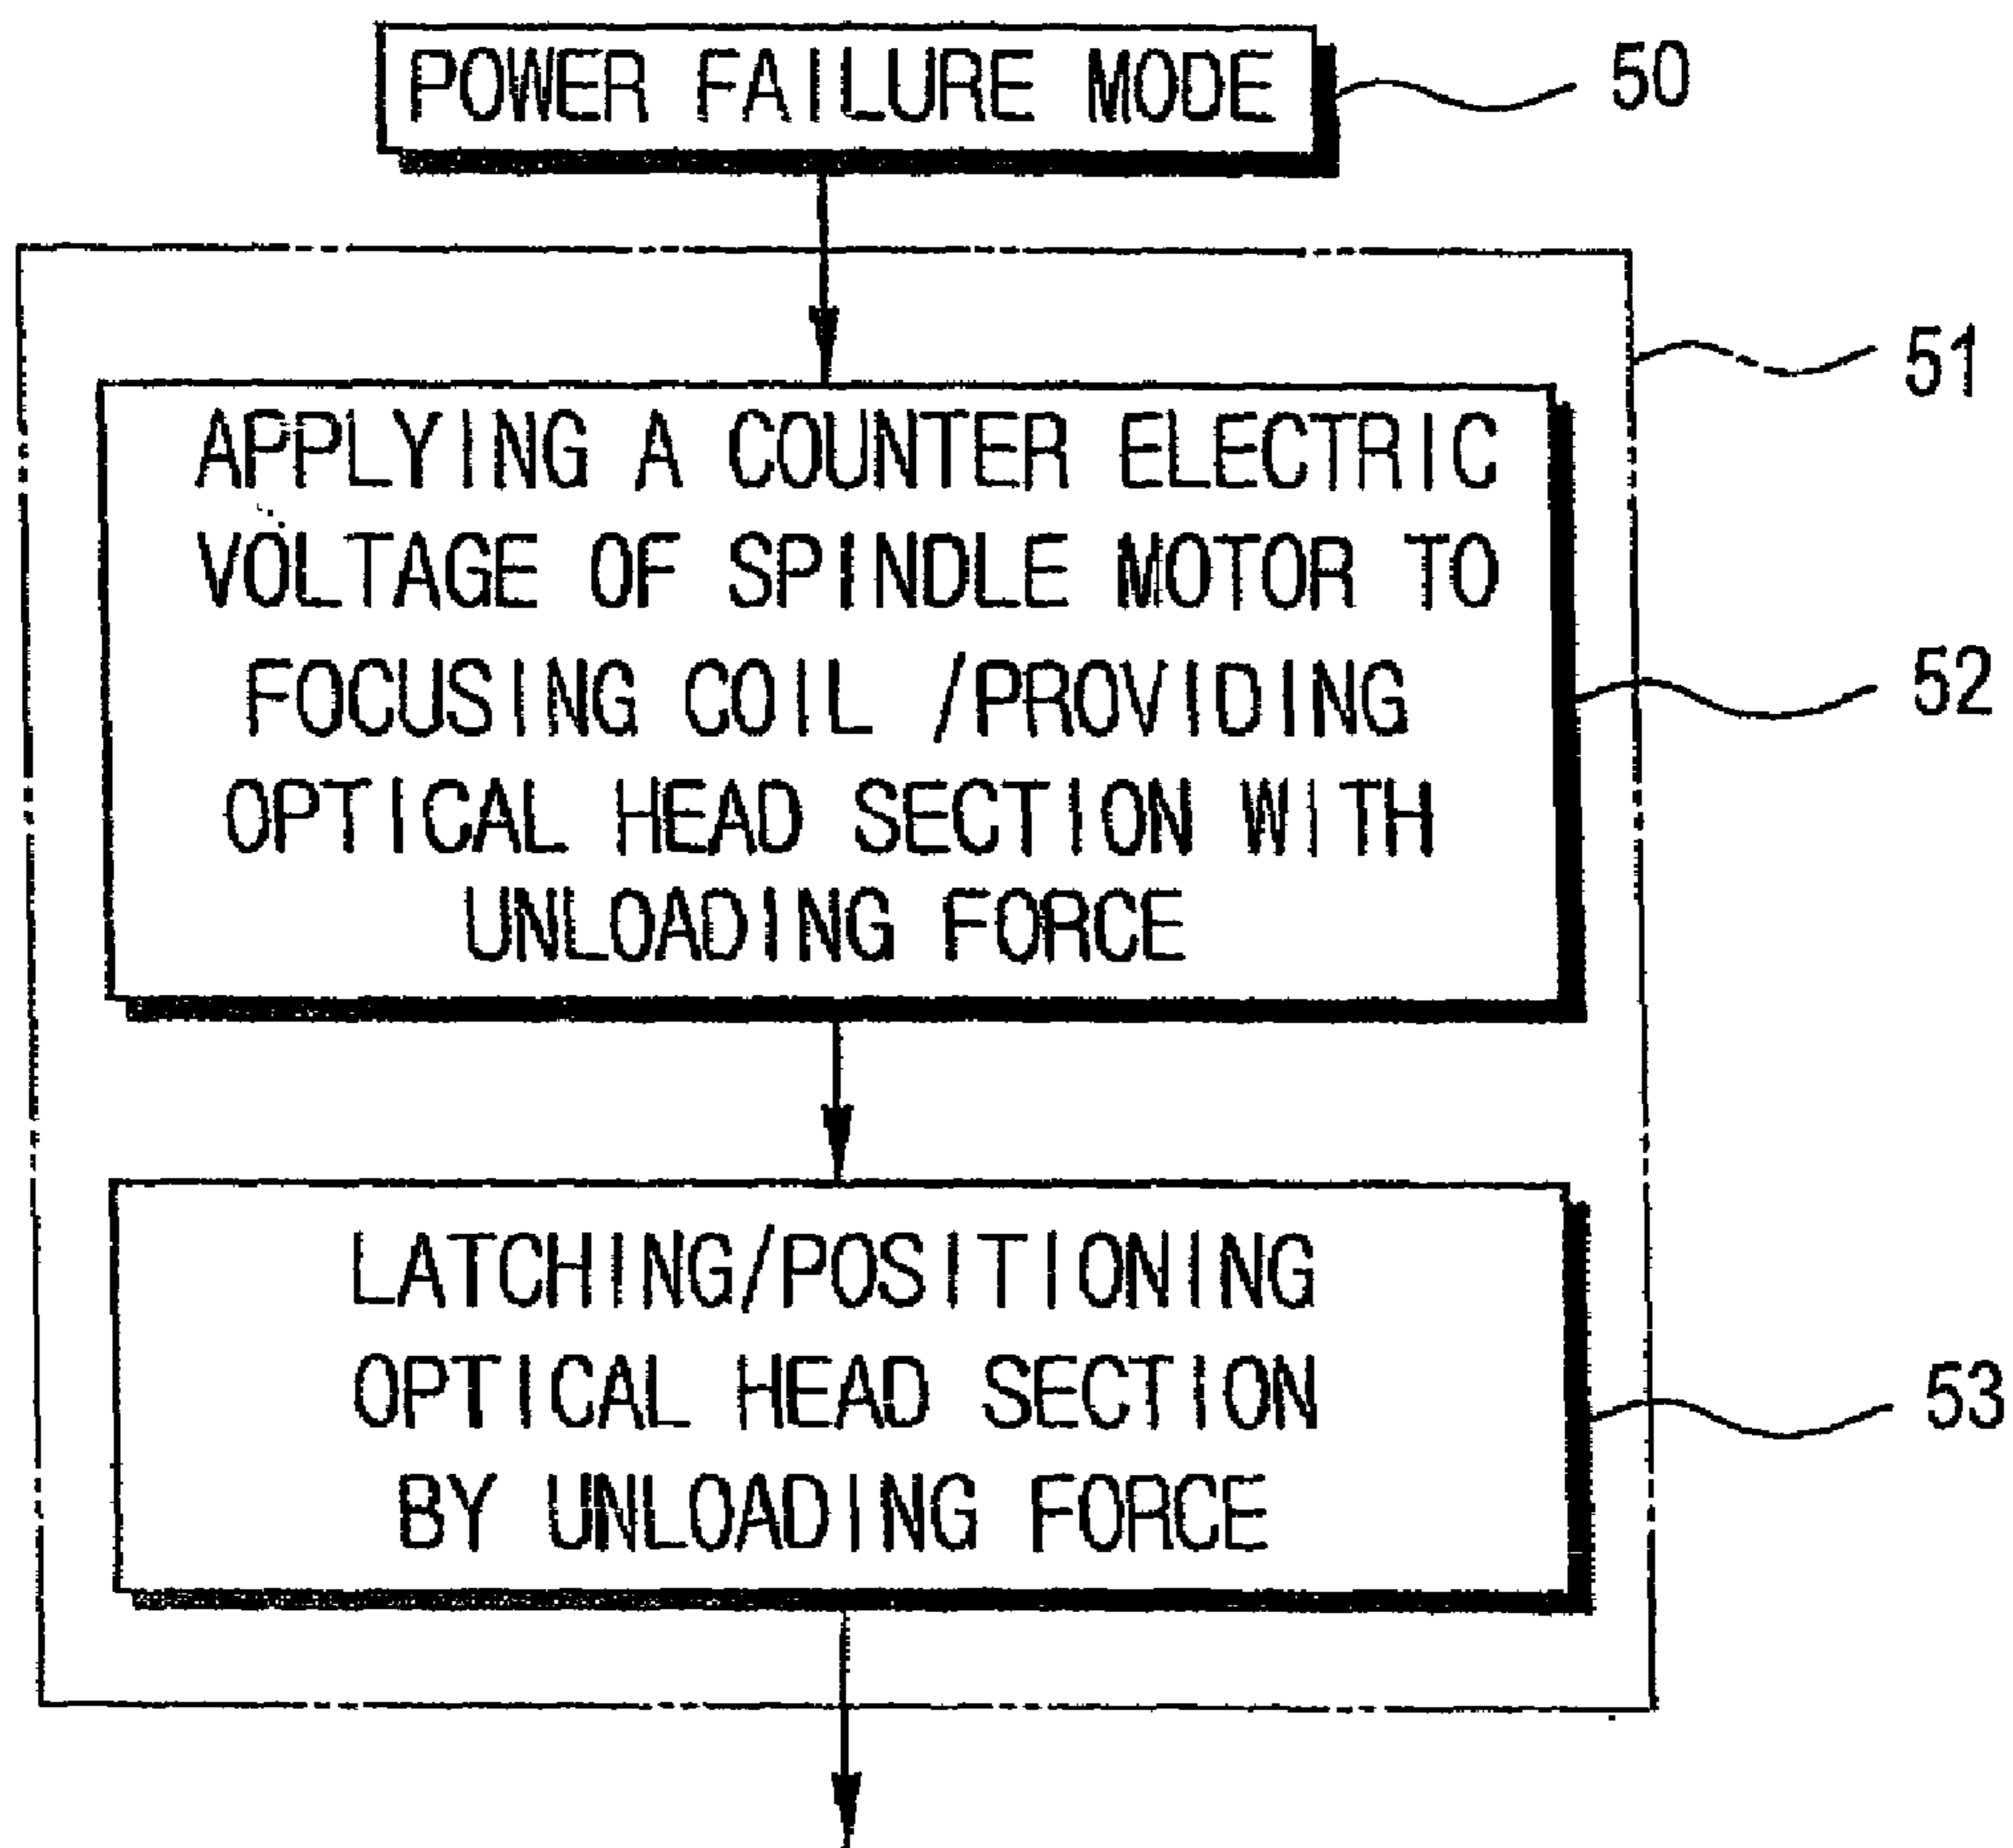 POWER FAILURE MODE
50
51
APPLYING A COUNTER ELECTRIC
VOLTAGE OF SPINDLE MOTOR TO
FOCUSING COIL /PROVIDING
OPTICAL HEAD SECTION WITH
UNLOADING FORCE
52
LATCHING/POSITIONING
OPTICAL HEAD SECTION
BY UNLOADING FORCE
53